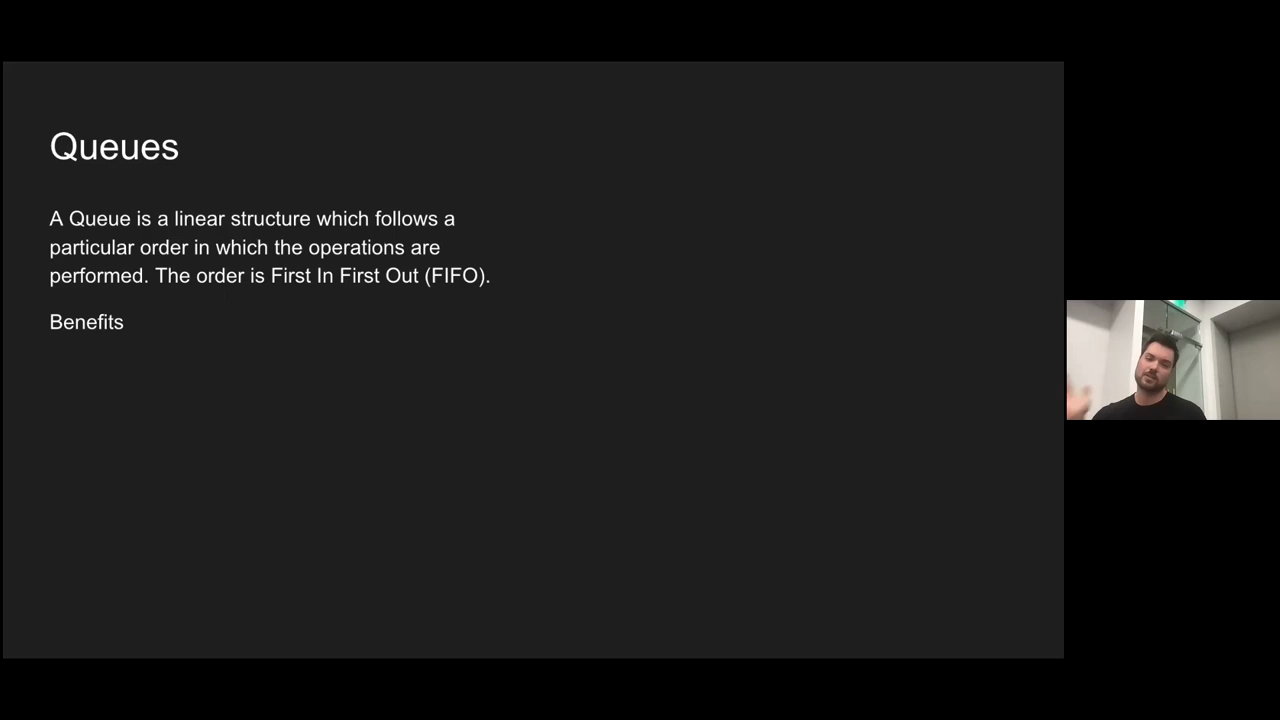 Queues
A Queue is a linear structure which follows a
particular order in which the operations are
performed. The order is First In First Out (FIFO).
Benefits